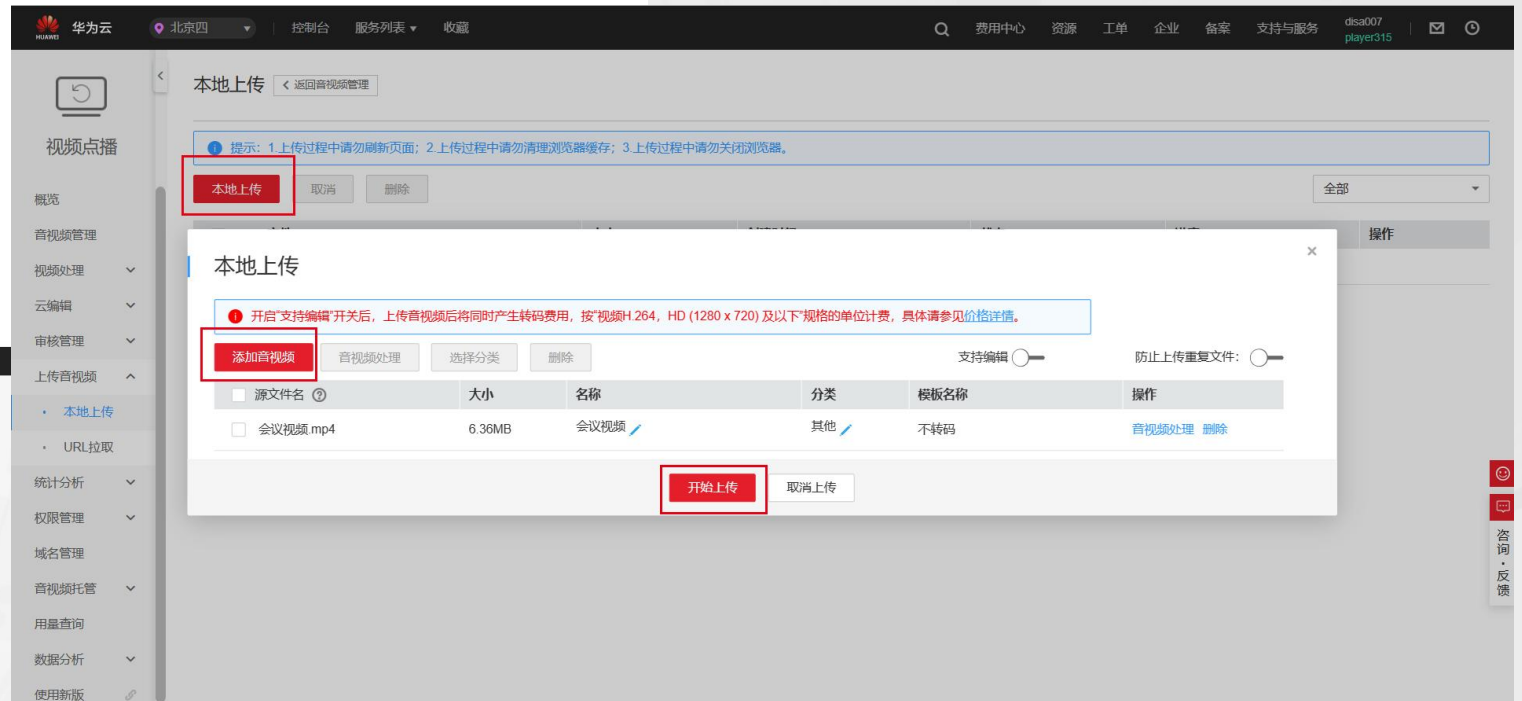 HUAWEI
华为云
北京四
控制台
服务列表
收藏
费用中心
资源
工单
企业
备案
支持与服务
disa007
player315
视频点播
概览
音视频管理
视频处理
云编辑
审核管理
上传音视频
· 本地上传
· URL拉取
统计分析
权限管理
域名管理
音视频托管
用量查询
数据分析
使用新版
本地上传
返回音视频管理
提示：1.上传过程中请勿刷新页面；2.上传过程中请勿清理浏览器缓存；3.上传过程中请勿关闭浏览器。
本地上传
取消
删除
全部
操作
本地上传
开启"支持编辑"开关后，上传音视频后将同时产生转码费用，按"视频H.264，HD (1280 x 720) 及以下"规格的单位计费，具体请参见价格详情。
添加音视频
音视频处理
选择分类
删除
支持编辑
防止上传重复文件：
源文件名 大小 名称 分类 模板名称 操作
会议视频.mp4 6.36MB 会议视频 其他 不转码 音视频处理 删除
开始上传
取消上传
咨询·反馈